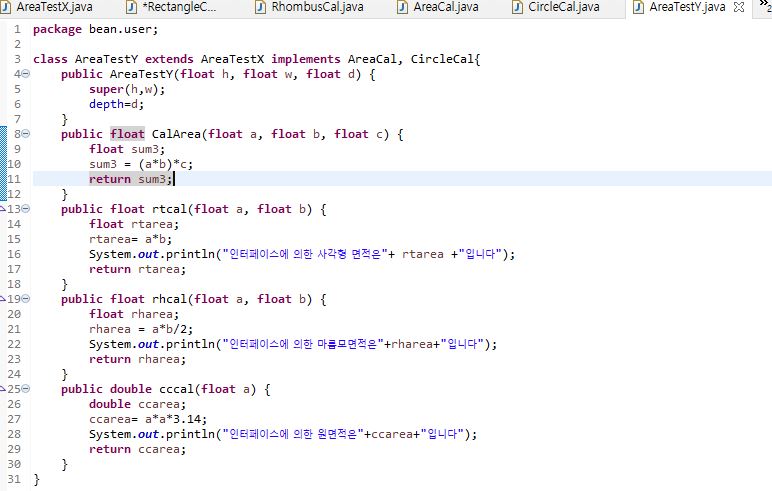 AreaTestX.java
*RectangleC...
RhombusCal.java
AreaCal.java
CircleCal.java
AreaTestY.java
2
1 package bean.user;
2
3 class AreaTestY extends AreaTestX implements AreaCal, CircleCal{
4 public AreaTestY(float h, float w, float d) {
5 super(h,w);
6 depth=d;
7 }
8 public float CalArea(float a, float b, float c) {
9 float sum3;
10 sum3 = (a*b)*c;
11 return sum3;
12 }
13 public float rtcal(float a, float b) {
14 float rtarea;
15 rtarea= a*b;
16 System.out.println("인터페이스에 의한 사각형 면적은"+ rtarea +"입니다");
17 return rtarea;
18 }
19 public float rhcal(float a, float b) {
20 float rharea;
21 rharea = a*b/2;
22 System.out.println("인터페이스에 의한 마름모면적은"+rharea+"입니다");
23 return rharea;
24 }
25 public double cccal(float a) {
26 double ccarea;
27 ccarea= a*a*3.14;
28 System.out.println("인터페이스에 의한 원면적은"+ccarea+"입니다");
29 return ccarea;
30 }
31 }